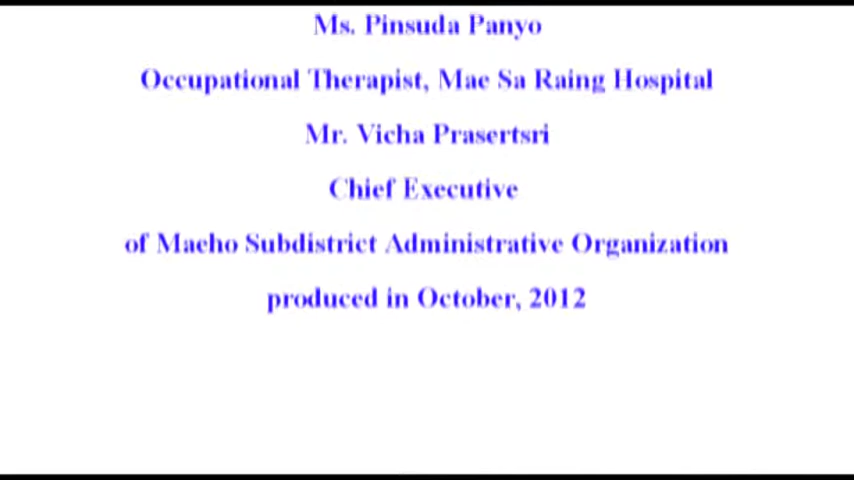 Ms. Pinsuda Panyo
Occupational Therapist, Mae Sa Raing Hospital
Mr. Vicha Prasertsri
Chief Executive
of Maeho Subdistrict Administrative Organization
produced in October, 2012